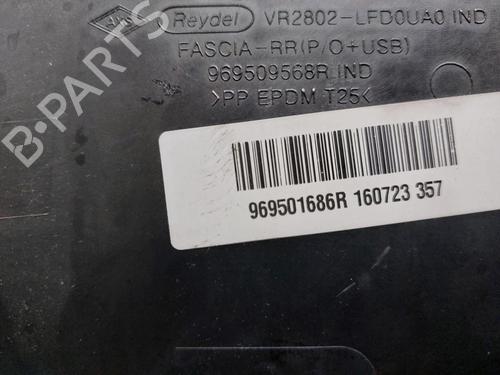 Reydel VR2802-LFD0UA0 IND
FASCIA-RR(P/O+USB)
969509568R IND
>PP EPDM T25<
969501686R 160723 357
B-PARTS